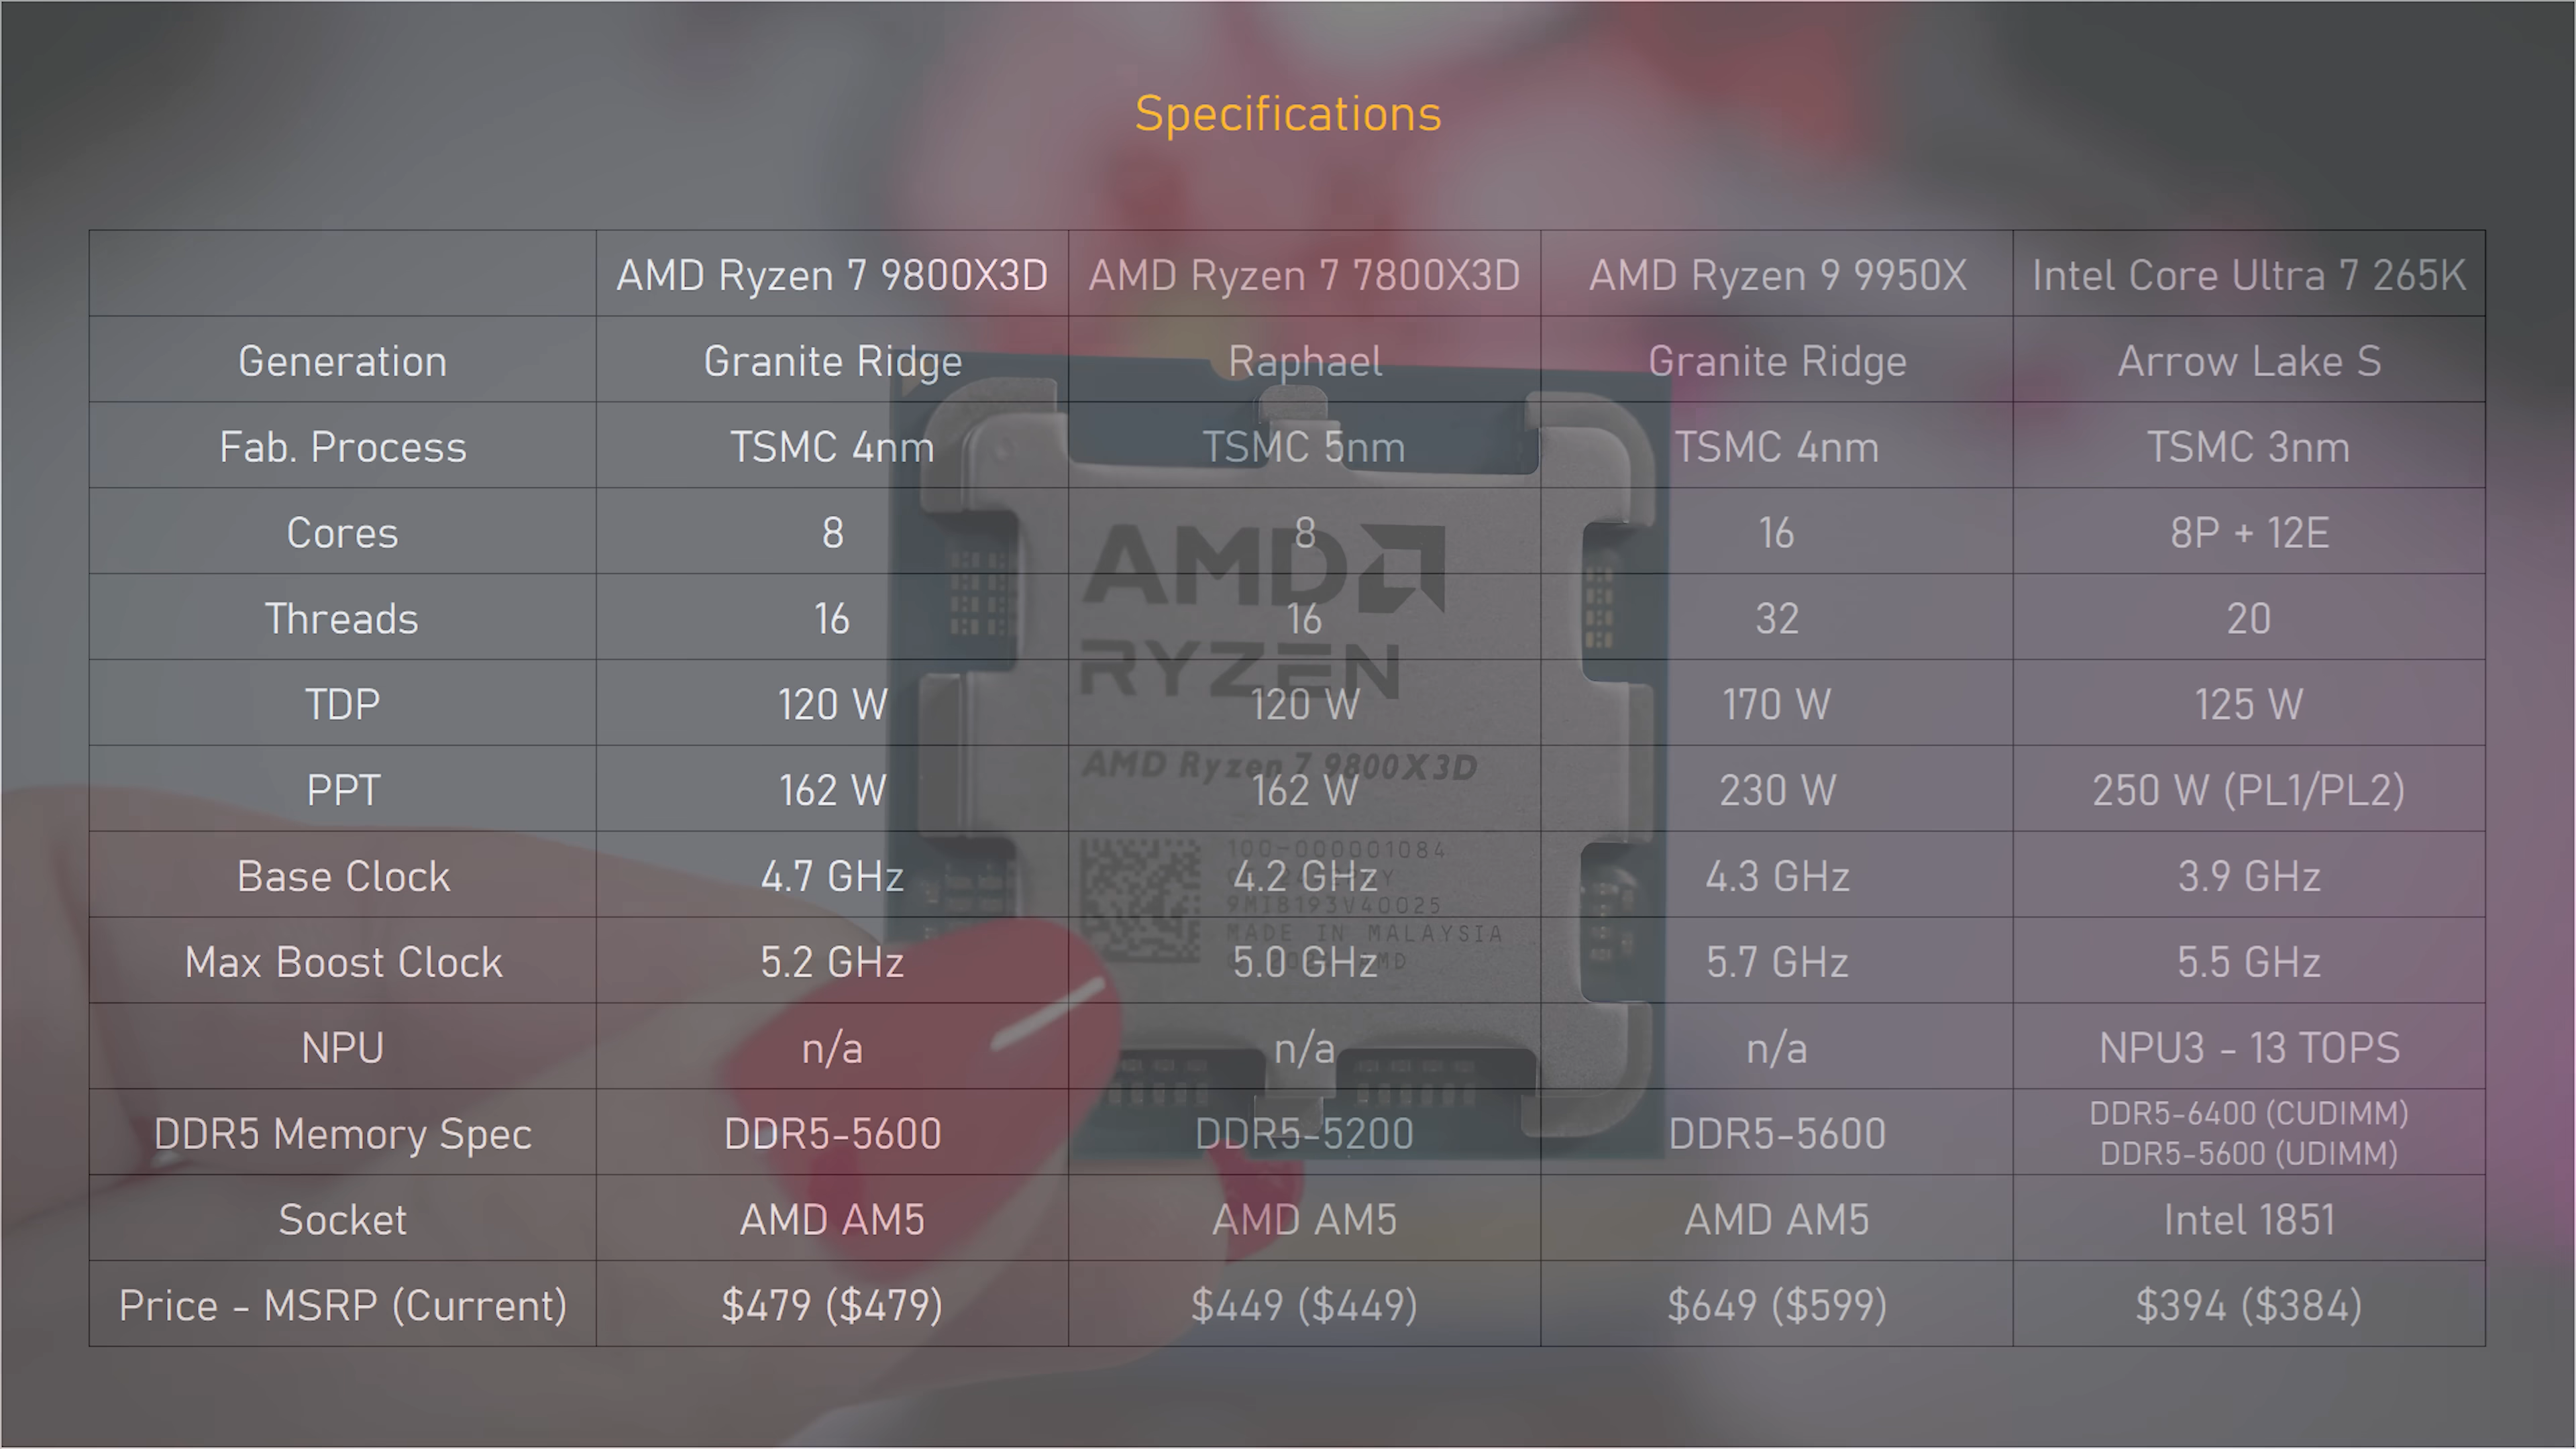 Specifications
AMD Ryzen 7 9800X3D AMD Ryzen 7 7800X3D AMD Ryzen 9 9950X Intel Core Ultra 7 265K
Generation Granite Ridge Raphael Granite Ridge Arrow Lake S
Fab. Process TSMC 4nm TSMC 5nm TSMC 4nm TSMC 3nm
Cores 8 8 16 8P + 12E
Threads 16 16 32 20
TDP 120 W 120 W 170 W 125 W
PPT 162 W 162 W 230 W 250 W (PL1/PL2)
Base Clock 4.7 GHz 4.2 GHz 4.3 GHz 3.9 GHz
Max Boost Clock 5.2 GHz 5.0 GHz 5.7 GHz 5.5 GHz
NPU n/a n/a n/a NPU3 - 13 TOPS
DDR5 Memory Spec DDR5-5600 DDR5-5200 DDR5-5600 DDR5-6400 (CUDIMM)
DDR5-5600 (UDIMM)
Socket AMD AM5 AMD AM5 AMD AM5 Intel 1851
Price - MSRP (Current) $479 ($479) $449 ($449) $649 ($599) $394 ($384)
AMD
RYZEN
AMD Ryzen 7 9800X3D
100-000001084
9MI8193V40025
MADE IN MALAYSIA